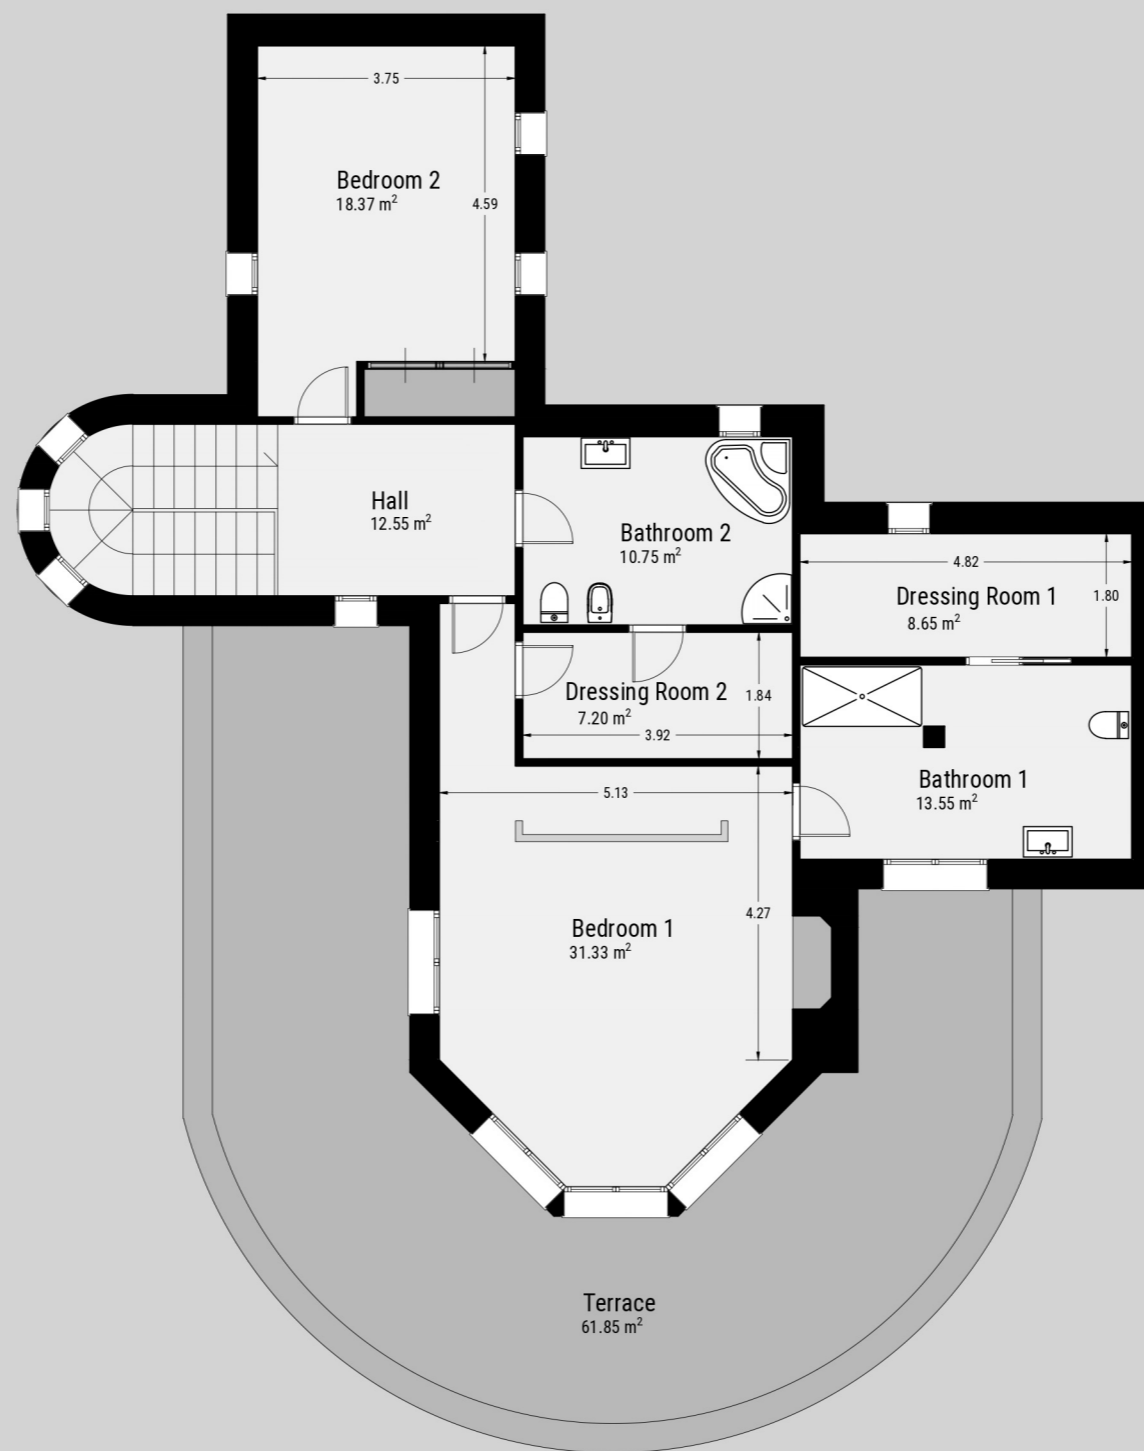 3.75
Bedroom 2
18.37 m²
4.59
Hall
12.55 m²
Bathroom 2
10.75 m²
4.82
Dressing Room 1
8.65 m²
1.80
Dressing Room 2
7.20 m²
1.84
3.92
Bathroom 1
13.55 m²
5.13
4.27
Bedroom 1
31.33 m²
Terrace
61.85 m²